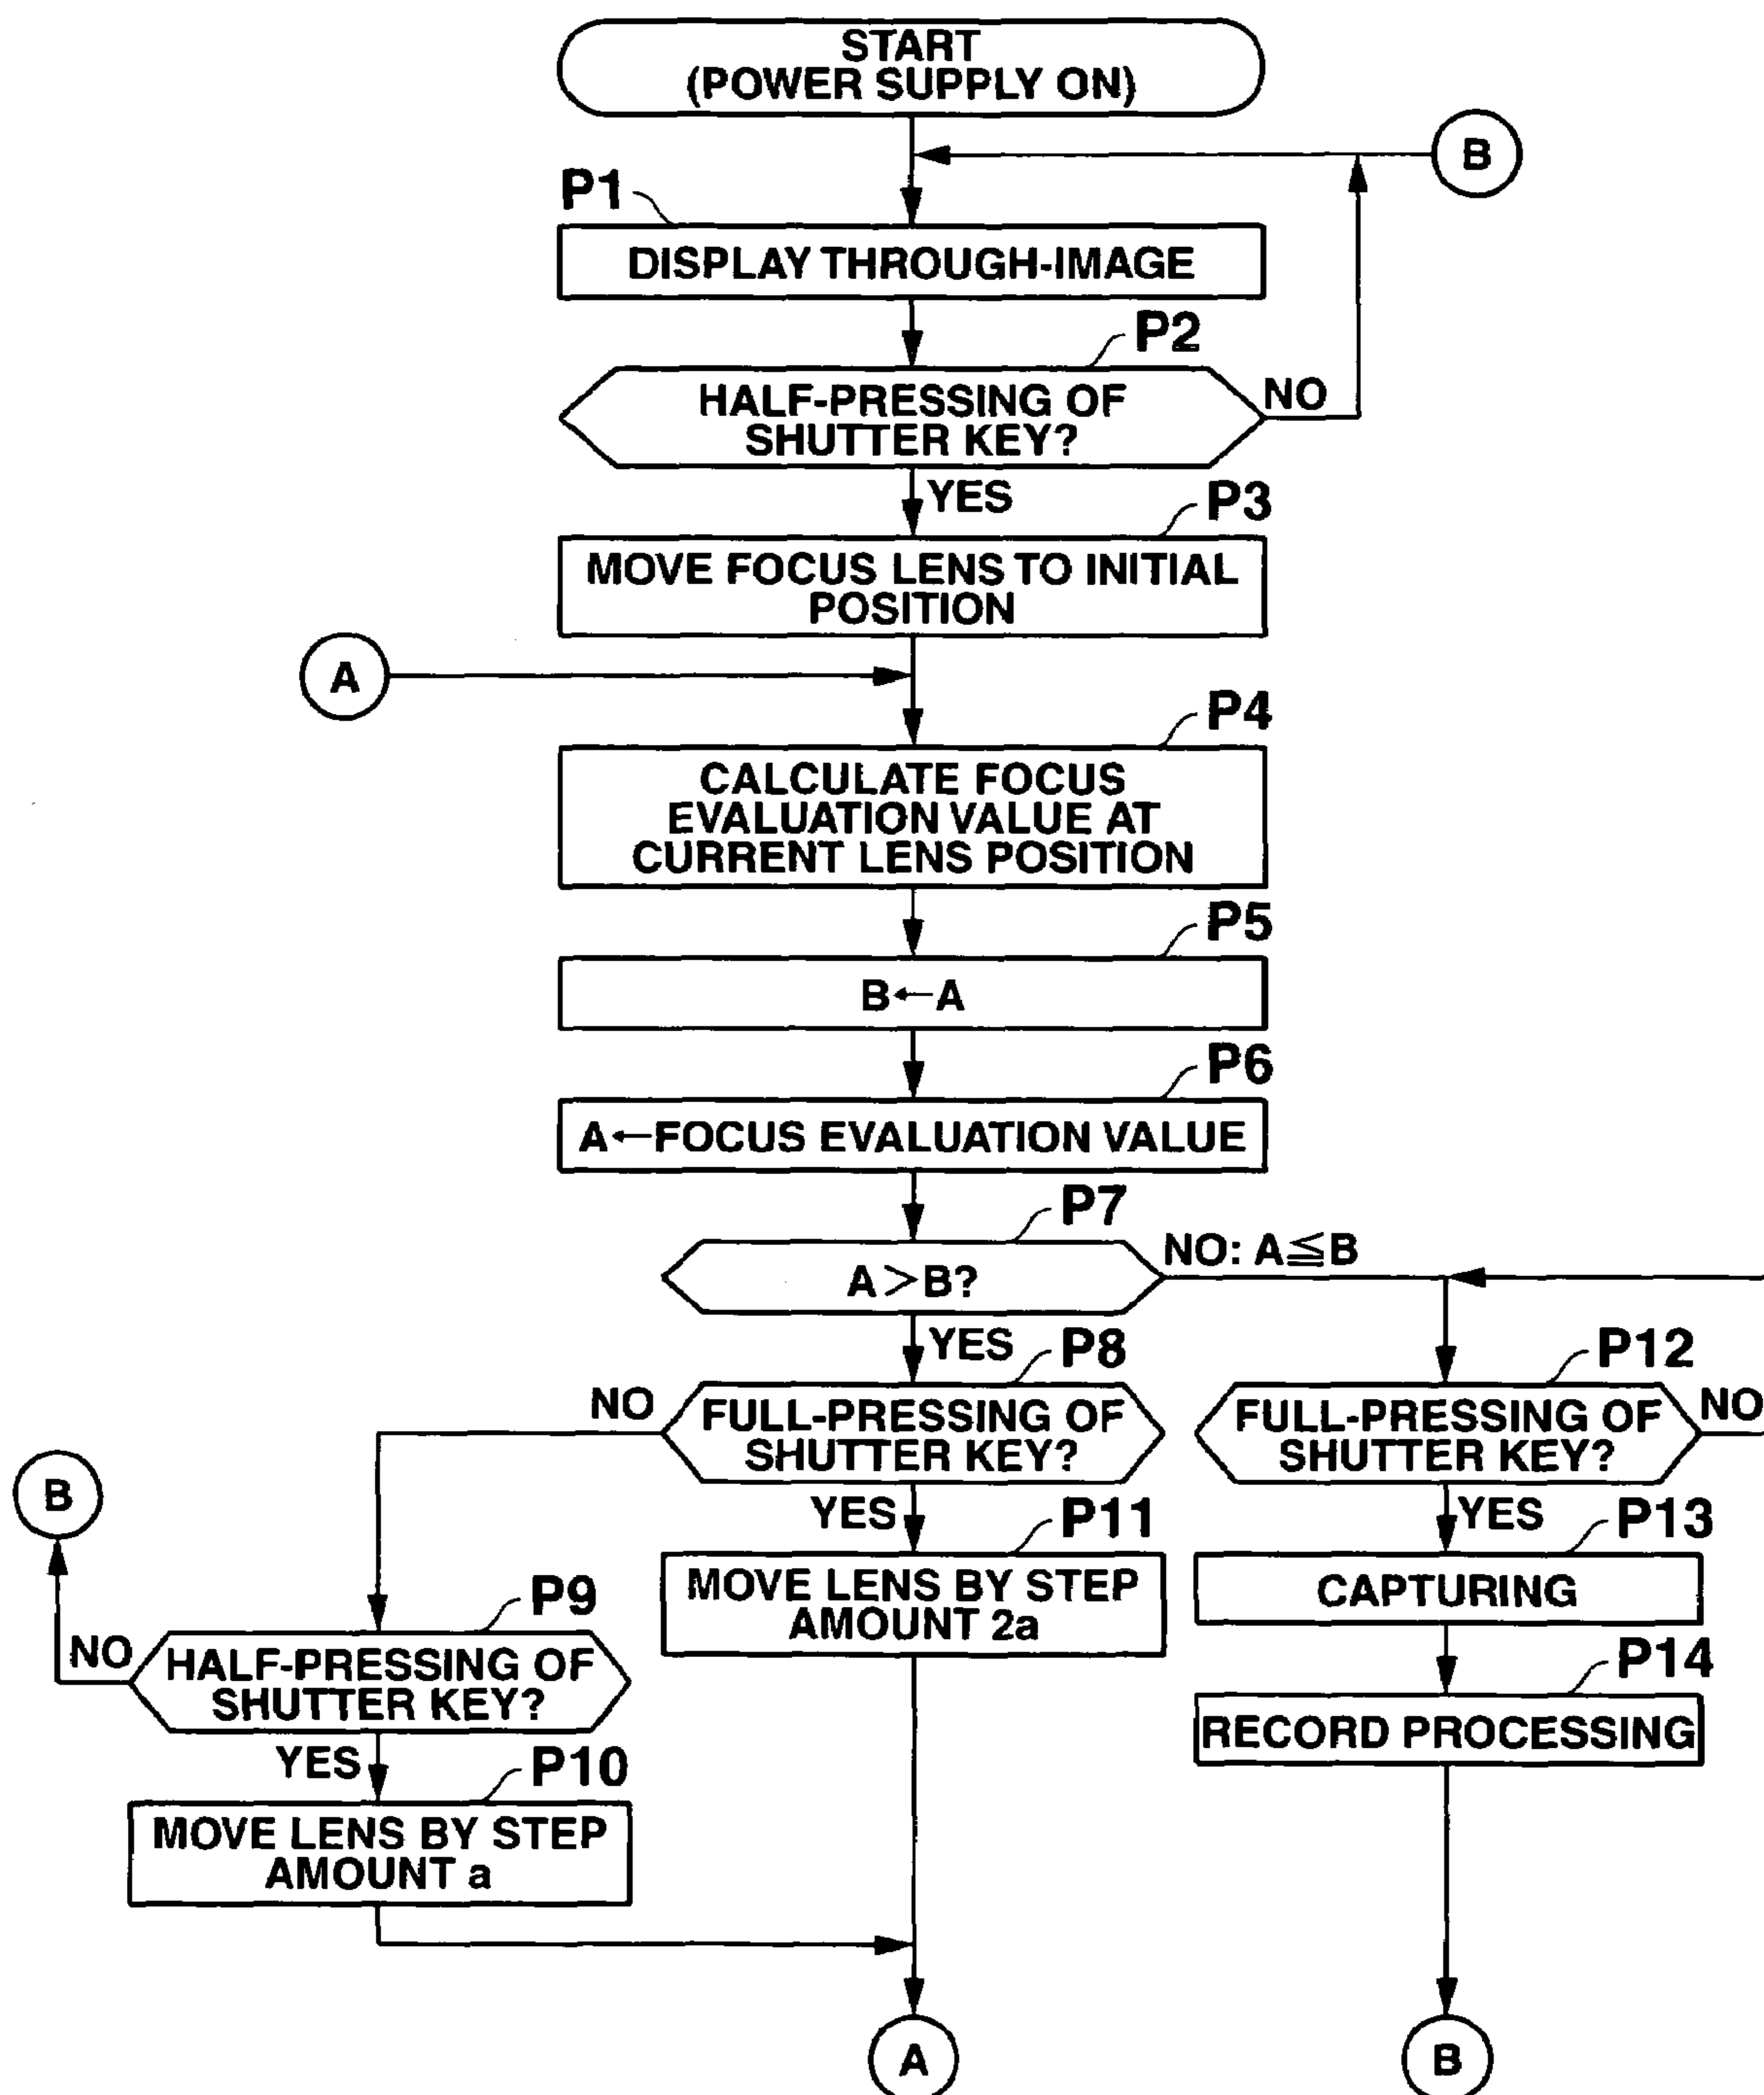 START
(POWER SUPPLY ON)
B
P1
DISPLAY THROUGH-IMAGE
P2
HALF-PRESSING OF
SHUTTER KEY?
NO
YES
P3
MOVE FOCUS LENS TO INITIAL
POSITION
A
P4
CALCULATE FOCUS
EVALUATION VALUE AT
CURRENT LENS POSITION
P5
B←A
P6
A←FOCUS EVALUATION VALUE
P7
A>B?
NO: A≦B
YES
P8
FULL-PRESSING OF
SHUTTER KEY?
NO
P12
FULL-PRESSING OF
SHUTTER KEY?
NO
B
YES
P11
MOVE LENS BY STEP
AMOUNT 2a
YES
P13
CAPTURING
P9
HALF-PRESSING OF
SHUTTER KEY?
NO
P14
RECORD PROCESSING
YES
P10
MOVE LENS BY STEP
AMOUNT a
A
B